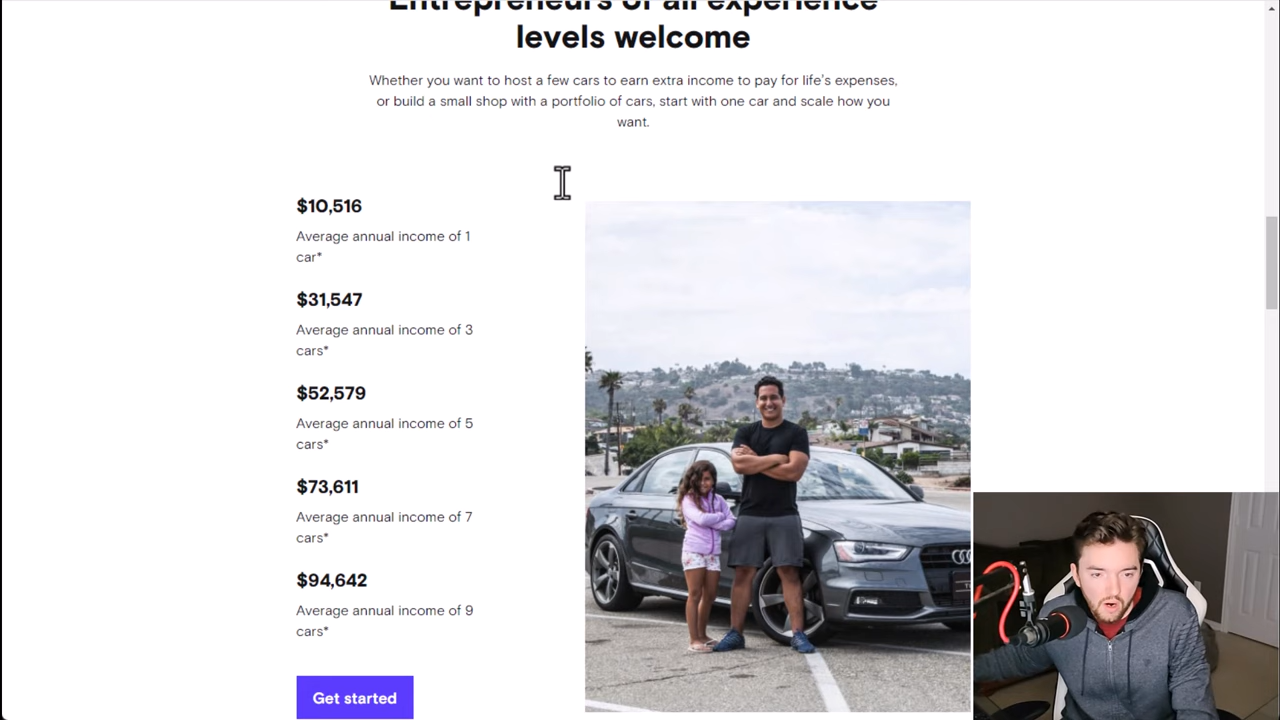 Entrepreneurs of all experience
levels welcome
Whether you want to host a few cars to earn extra income to pay for life's expenses,
or build a small shop with a portfolio of cars, start with one car and scale how you
want.
$10,516
Average annual income of 1
car*
$31,547
Average annual income of 3
cars*
$52,579
Average annual income of 5
cars*
$73,611
Average annual income of 7
cars*
$94,642
Average annual income of 9
cars*
Get started